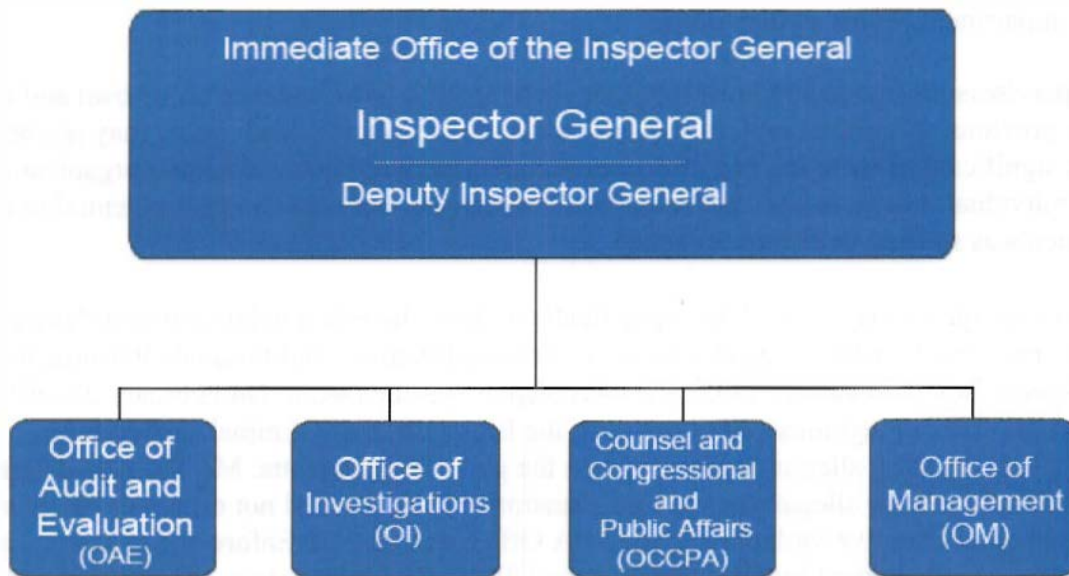 Immediate Office of the Inspector General
Inspector General
Deputy Inspector General
Office of
Audit and
Evaluation
(OAE)
Office of
Investigations
(OI)
Counsel and
Congressional
and
Public Affairs
(OCCPA)
Office of
Management
(OM)